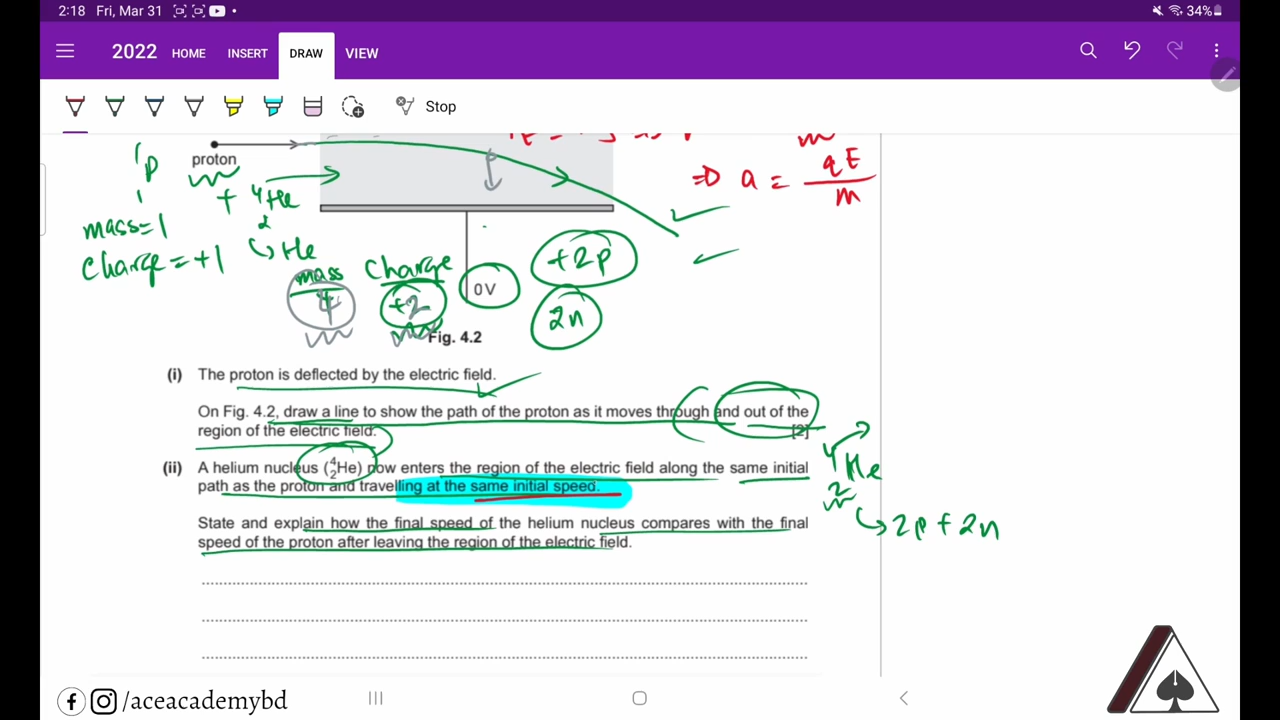 2:18 Fri, Mar 31 34%
2022 HOME INSERT DRAW VIEW
Stop
proton
p
1
mass=1
charge=+1
+ 4He
2
He
mass charge
4 +2
0V
+2p
2n
⇒ a = qE
m
m
Fig. 4.2
(i) The proton is deflected by the electric field.
On Fig. 4.2, draw a line to show the path of the proton as it moves through and out of the
region of the electric field. [2]
(ii) A helium nucleus (⁴₂He) now enters the region of the electric field along the same initial
path as the proton and travelling at the same initial speed.
4He
2
2p + 2n
State and explain how the final speed of the helium nucleus compares with the final
speed of the proton after leaving the region of the electric field.
/aceacademybd